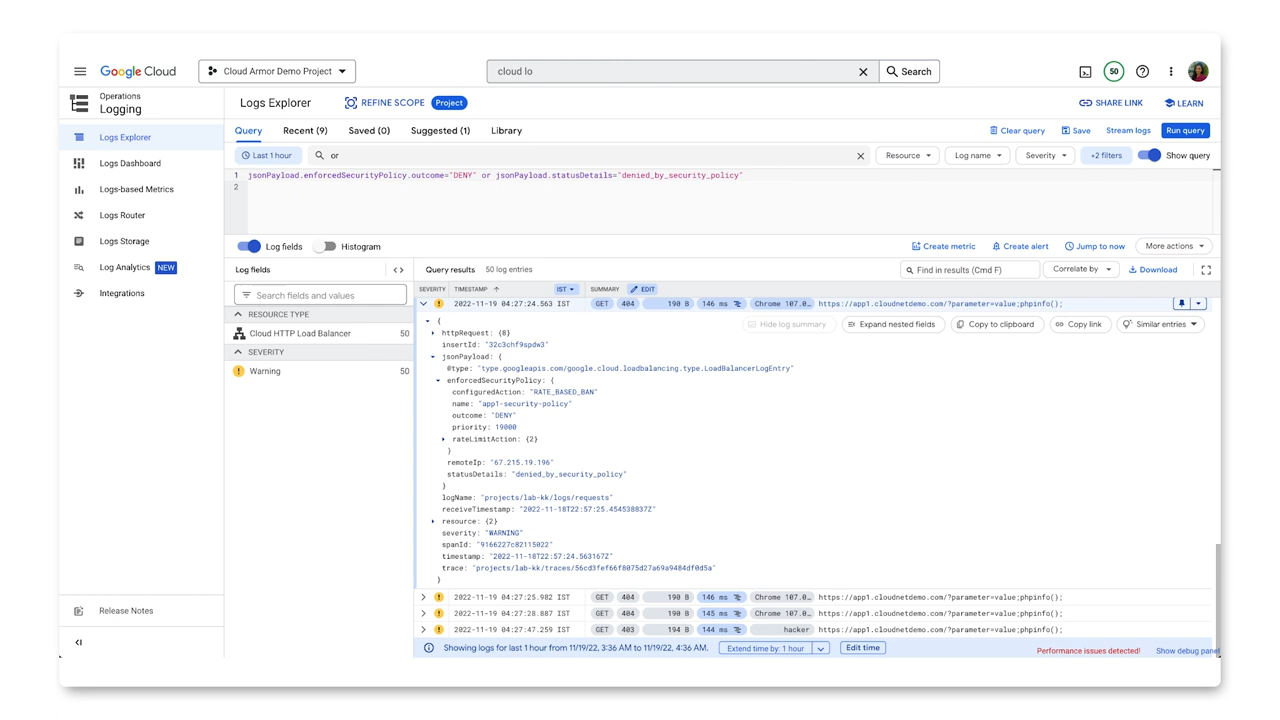 Google Cloud
Cloud Armor Demo Project
cloud lo
Search
50
Operations
Logging
Logs Explorer
REFINE SCOPE
Project
SHARE LINK
LEARN
Logs Explorer
Logs Dashboard
Logs-based Metrics
Logs Router
Logs Storage
Log Analytics NEW
Integrations
Release Notes
Query
Recent (9)
Saved (0)
Suggested (1)
Library
Clear query
Save
Stream logs
Run query
Last 1 hour
or
Resource
Log name
Severity
+2 filters
Show query
1 jsonPayload.enforcedSecurityPolicy.outcome="DENY" or jsonPayload.statusDetails="denied_by_security_policy"
2
Log fields
Histogram
Create metric
Create alert
Jump to now
More actions
Log fields
Search fields and values
RESOURCE TYPE
Cloud HTTP Load Balancer 50
SEVERITY
Warning 50
Query results 50 log entries
Find in results (Cmd F)
Correlate by
Download
SEVERITY TIMESTAMP IST SUMMARY EDIT
2022-11-19 04:27:24.563 IST GET 404 190 B 146 ms Chrome 107.0… https://app1.cloudnetdemo.com/?parameter=value;phpinfo();
Hide log summary
Expand nested fields
Copy to clipboard
Copy link
Similar entries
{
httpRequest: {8}
insertId: "32c3chf9spdw3"
jsonPayload: {
@type: "type.googleapis.com/google.cloud.loadbalancing.type.LoadBalancerLogEntry"
enforcedSecurityPolicy: {
configuredAction: "RATE_BASED_BAN"
name: "app1-security-policy"
outcome: "DENY"
priority: 19000
rateLimitAction: {2}
}
remoteIp: "67.215.19.196"
statusDetails: "denied_by_security_policy"
}
logName: "projects/lab-kk/logs/requests"
receiveTimestamp: "2022-11-18T22:57:25.454538837Z"
resource: {2}
severity: "WARNING"
spanId: "9166227c82115022"
timestamp: "2022-11-18T22:57:24.563167Z"
trace: "projects/lab-kk/traces/56cd3fef66f8075d27a69a9484df0d5a"
}
2022-11-19 04:27:25.982 IST GET 404 190 B 146 ms Chrome 107.0… https://app1.cloudnetdemo.com/?parameter=value;phpinfo();
2022-11-19 04:27:28.887 IST GET 404 190 B 145 ms Chrome 107.0… https://app1.cloudnetdemo.com/?parameter=value;phpinfo();
2022-11-19 04:27:47.259 IST GET 403 194 B 144 ms hacker https://app1.cloudnetdemo.com/?parameter=value;phpinfo();
Showing logs for last 1 hour from 11/19/22, 3:36 AM to 11/19/22, 4:36 AM.
Extend time by: 1 hour
Edit time
Performance issues detected!
Show debug panel